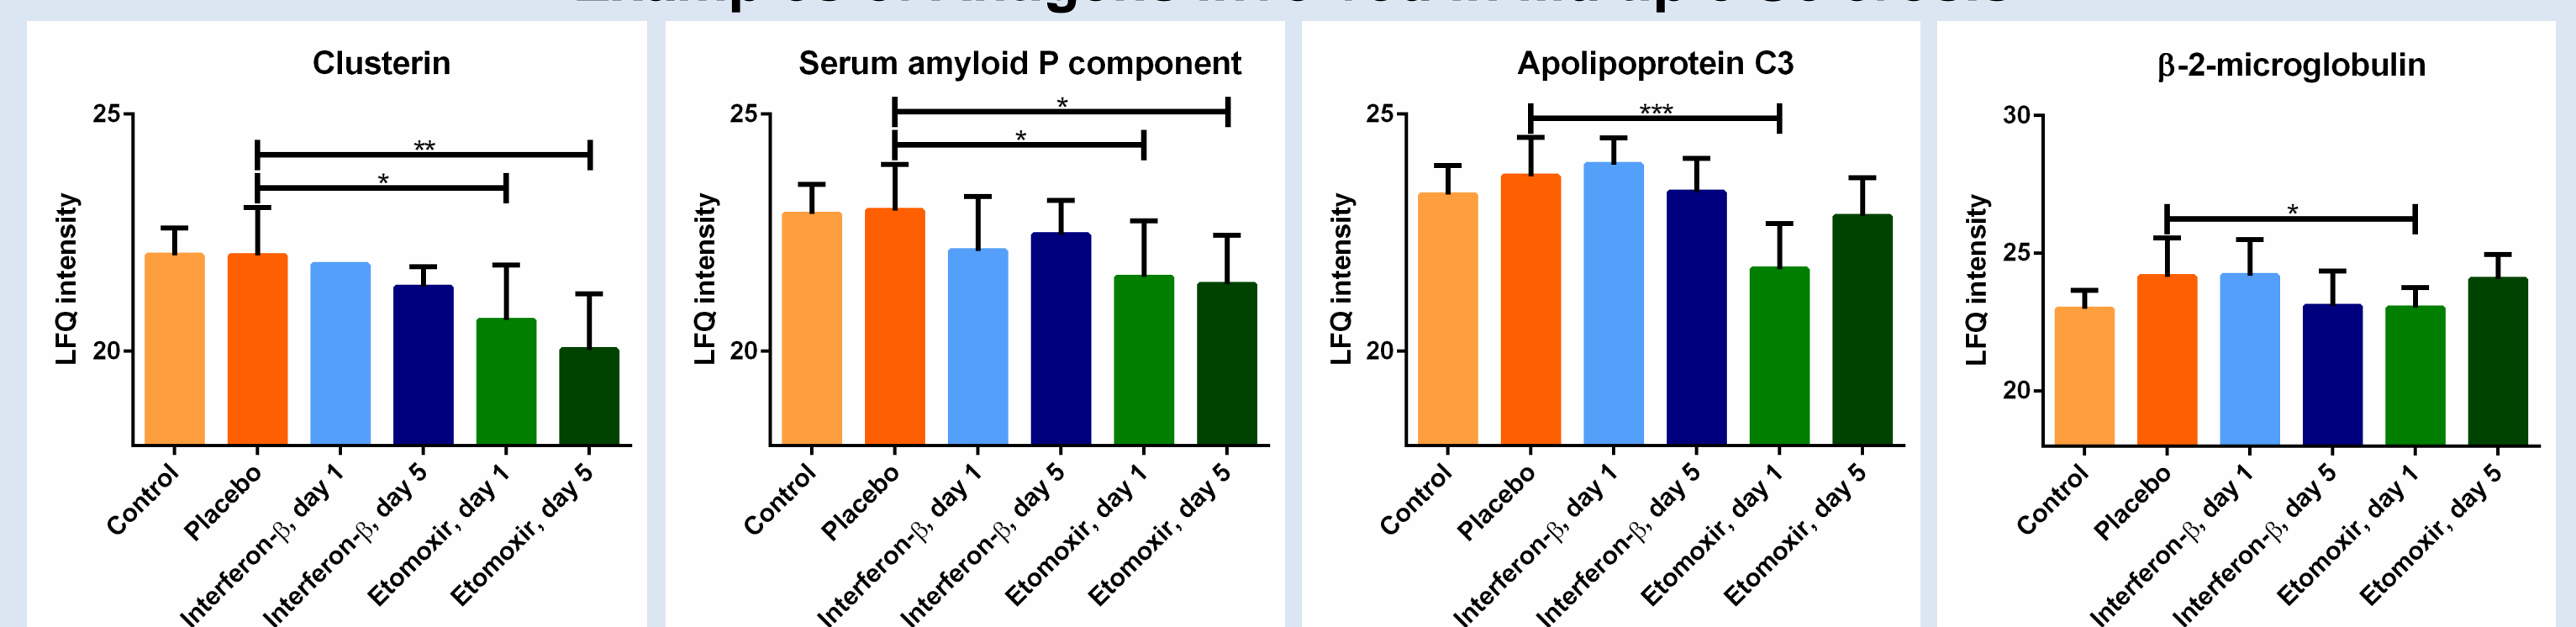 Clusterin
25
**
*
LFQ intensity
20
Control
Placebo
Interferon-β, day 1
Interferon-β, day 5
Etomoxir, day 1
Etomoxir, day 5
Serum amyloid P component
25
*
*
LFQ intensity
20
Control
Placebo
Interferon-β, day 1
Interferon-β, day 5
Etomoxir, day 1
Etomoxir, day 5
Apolipoprotein C3
25
***
LFQ intensity
20
Control
Placebo
Interferon-β, day 1
Interferon-β, day 5
Etomoxir, day 1
Etomoxir, day 5
β-2-microglobulin
30
*
25
LFQ intensity
20
Control
Placebo
Interferon-β, day 1
Interferon-β, day 5
Etomoxir, day 1
Etomoxir, day 5